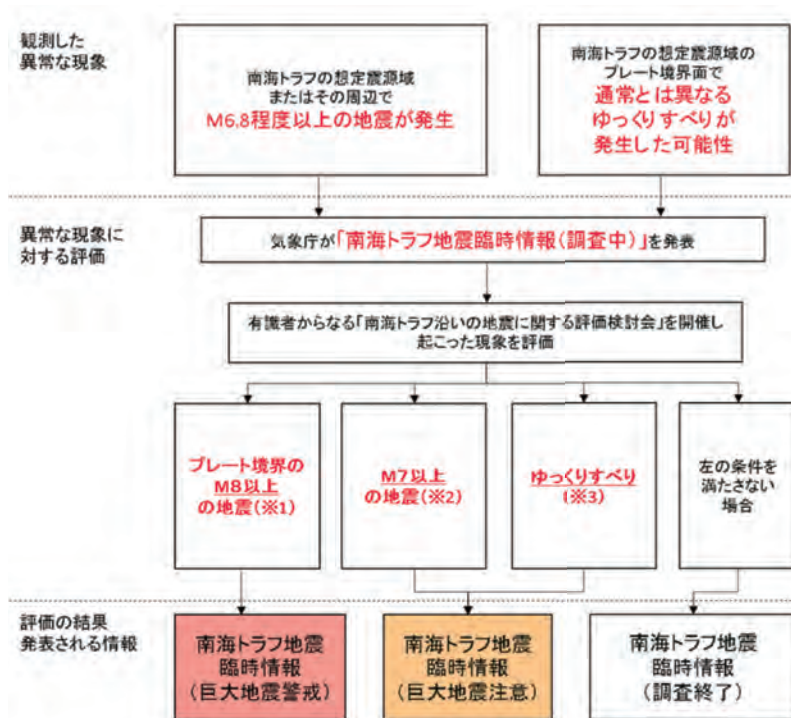 観測した
異常な現象
南海トラフの想定震源域
またはその周辺で
M6.8程度以上の地震が発生
南海トラフの想定震源域の
プレート境界面で
通常とは異なる
ゆっくりすべりが
発生した可能性
異常な現象に
対する評価
気象庁が「南海トラフ地震臨時情報(調査中)」を発表
有識者からなる「南海トラフ沿いの地震に関する評価検討会」を開催し
起こった現象を評価
プレート境界の
M8以上
の地震(※1)
M7以上
の地震(※2)
ゆっくりすべり
(※3)
左の条件を
満たさない
場合
評価の結果
発表される情報
南海トラフ地震
臨時情報
(巨大地震警戒)
南海トラフ地震
臨時情報
(巨大地震注意)
南海トラフ地震
臨時情報
(調査終了)